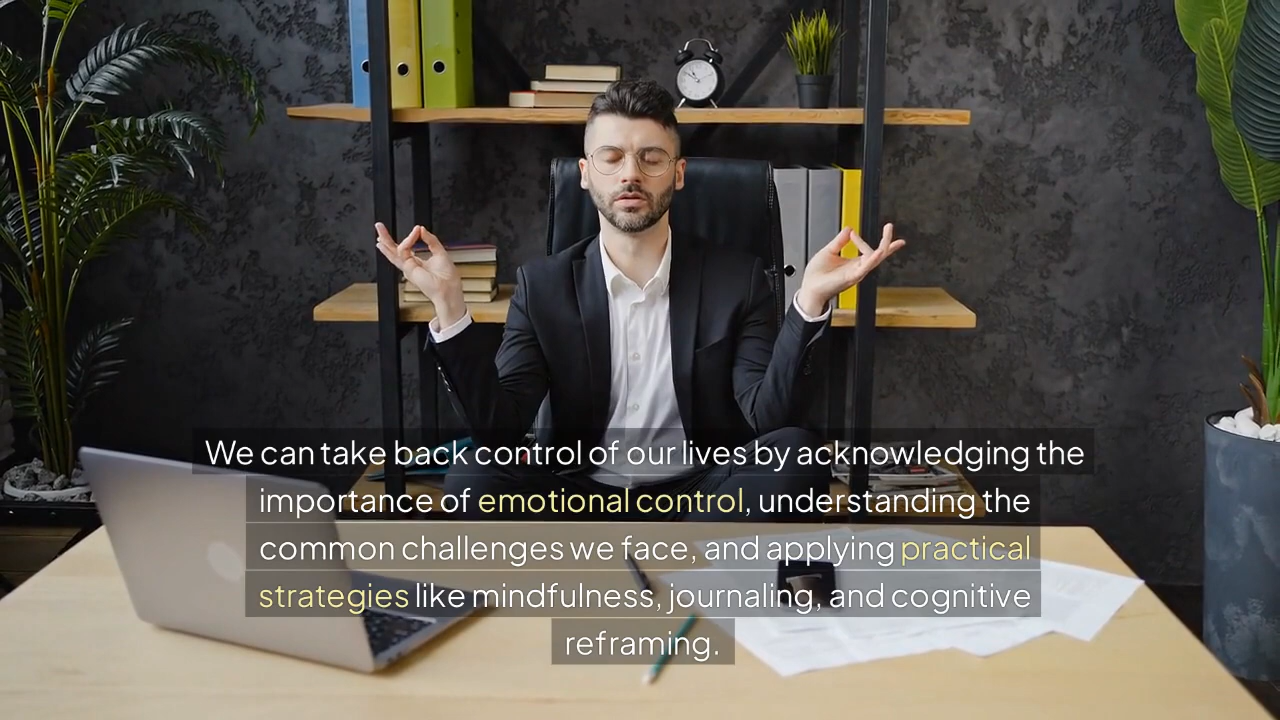 We can take back control of our lives by acknowledging the
importance of emotional control, understanding the
common challenges we face, and applying practical
strategies like mindfulness, journaling, and cognitive
reframing.